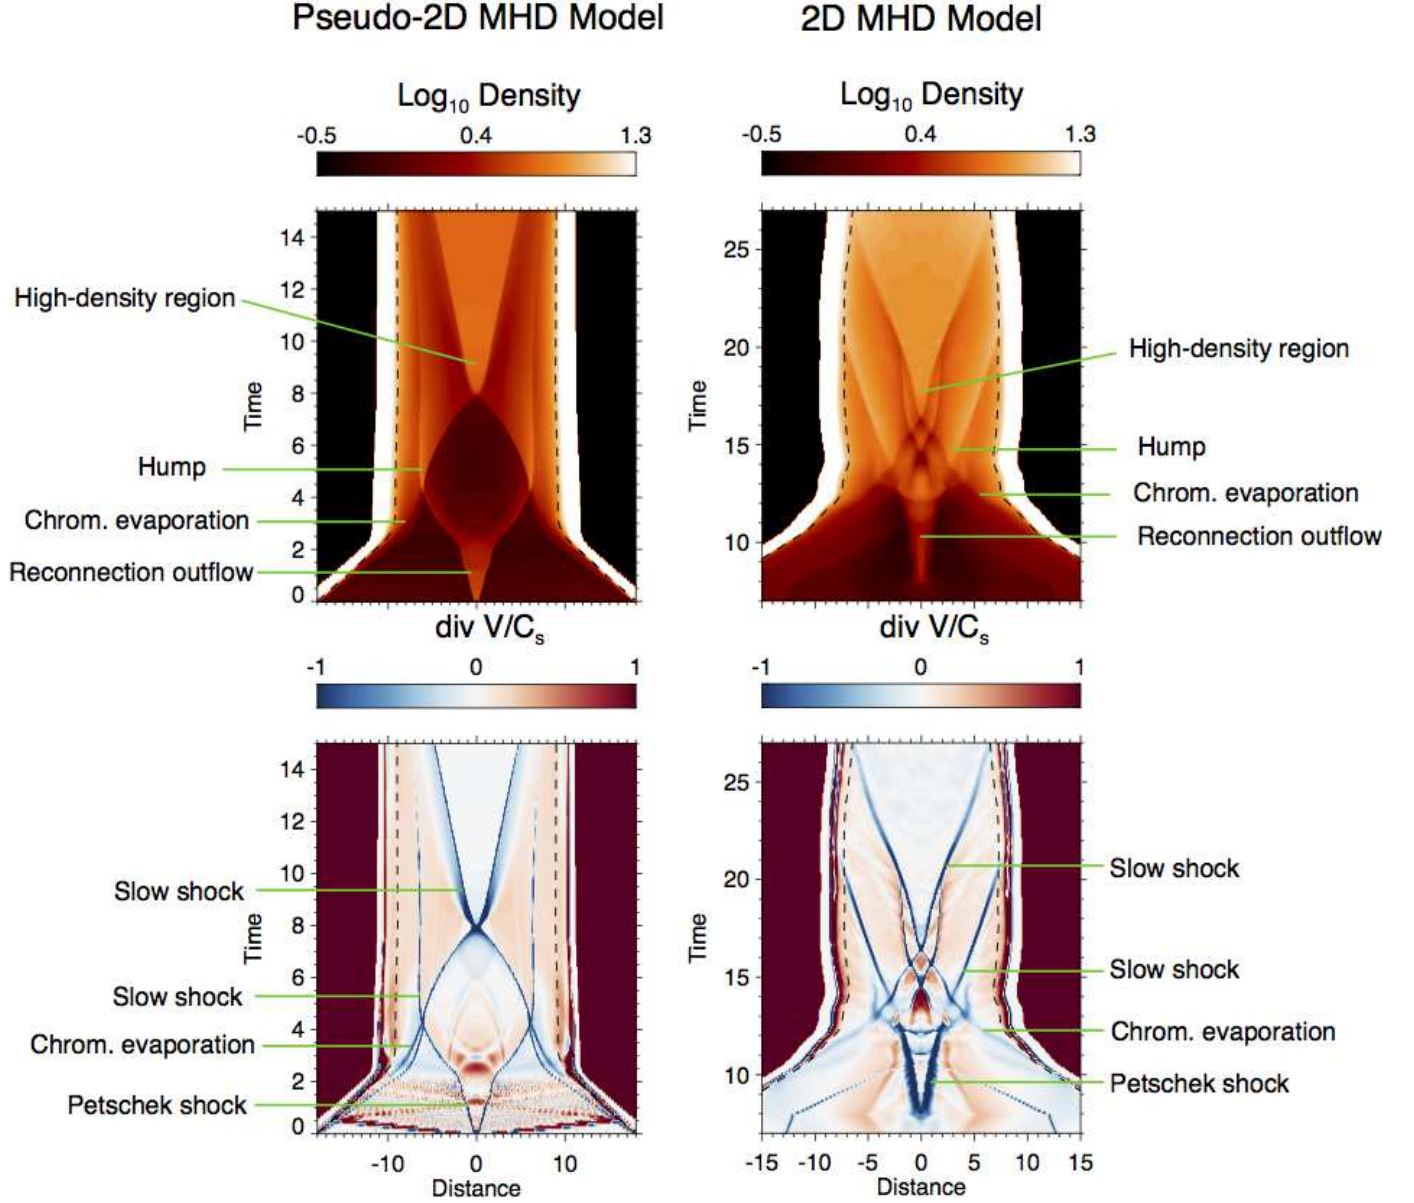 Pseudo-2D MHD Model
2D MHD Model
Log10 Density
Log10 Density
-0.5 0.4 1.3
-0.5 0.4 1.3
14
12
10
8
6
4
2
0
Time
High-density region
Hump
Chrom. evaporation
Reconnection outflow
25
20
15
10
Time
High-density region
Hump
Chrom. evaporation
Reconnection outflow
div V/Cs
div V/Cs
-1 0 1
-1 0 1
14
12
10
8
6
4
2
0
Time
Slow shock
Slow shock
Chrom. evaporation
Petschek shock
-10 0 10
Distance
25
20
15
10
Time
Slow shock
Slow shock
Chrom. evaporation
Petschek shock
-15 -10 -5 0 5 10 15
Distance